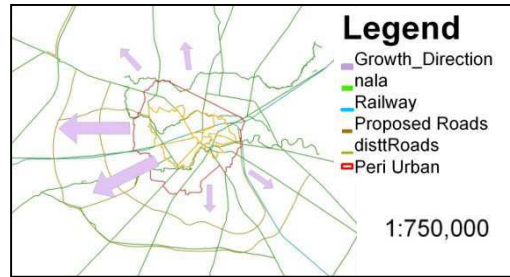 Legend
Growth_Direction
nala
Railway
Proposed Roads
disttRoads
Peri Urban
1:750,000